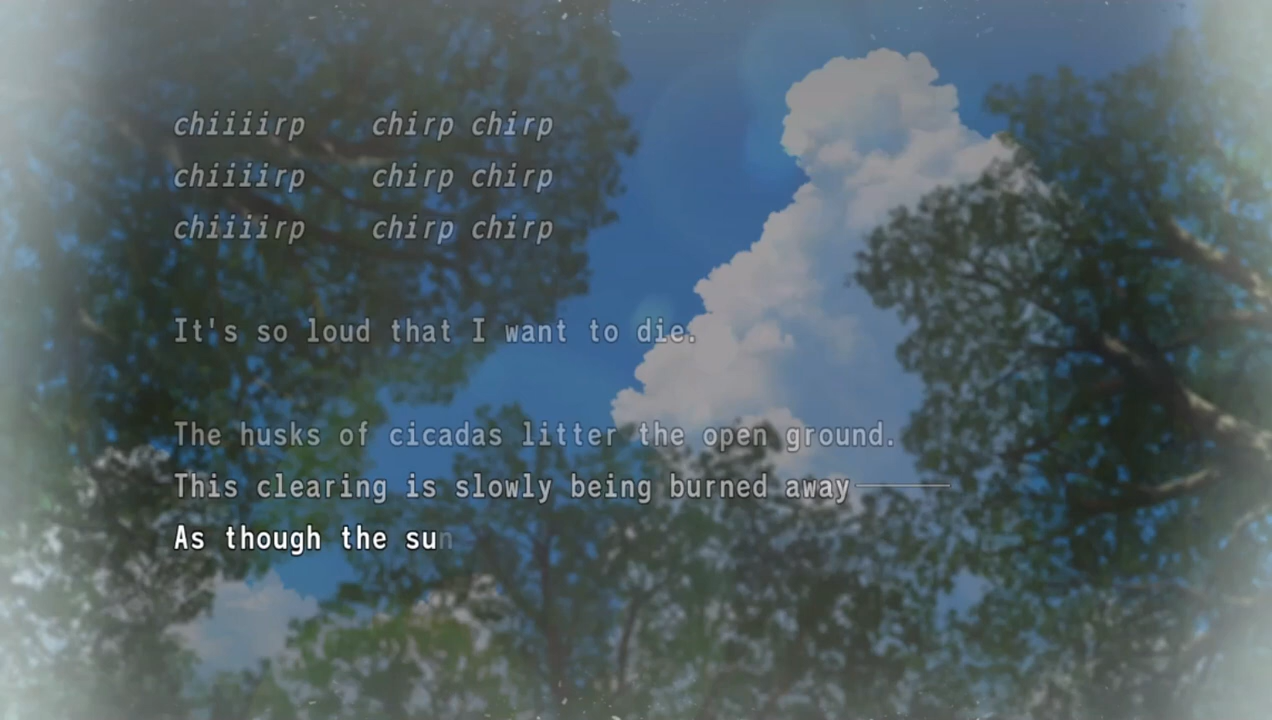 chiiiirp    chirp chirp
chiiiirp    chirp chirp
chiiiirp    chirp chirp
It's so loud that I want to die.
The husks of cicadas litter the open ground.
This clearing is slowly being burned away―――
As though the sun